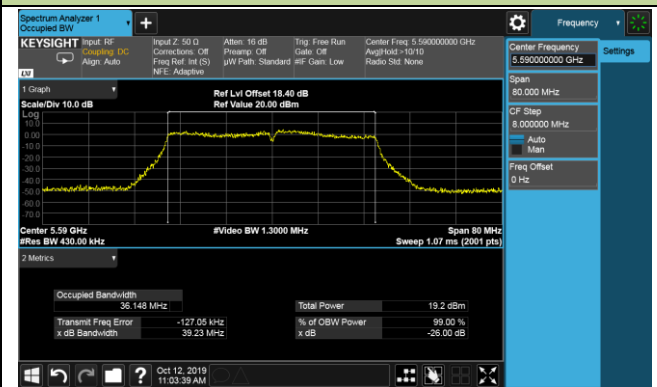 Spectrum Analyzer 1
Occupied BW
+
Frequency
KEYSIGHT
Input: RF
Coupling: DC
Align: Auto
Input Z: 50 Ω
Corrections: Off
Freq Ref: Int (S)
NFE: Adaptive
Atten: 16 dB
Preamp: Off
µW Path: Standard
Trig: Free Run
Gate: Off
#IF Gain: Low
Center Freq: 5.590000000 GHz
Avg|Hold:>10/10
Radio Std: None
LXI
Center Frequency
5.590000000 GHz
Settings
Span
80.000 MHz
CF Step
8.000000 MHz
Auto
Man
Freq Offset
0 Hz
1 Graph
Scale/Div 10.0 dB
Ref Lvl Offset 18.40 dB
Ref Value 20.00 dBm
Log
10.0
0.00
-10.0
-20.0
-30.0
-40.0
-50.0
-60.0
-70.0
Center 5.59 GHz
#Video BW 1.3000 MHz
Span 80 MHz
#Res BW 430.00 kHz
Sweep 1.07 ms (2001 pts)
2 Metrics
Occupied Bandwidth
36.148 MHz
Total Power 19.2 dBm
Transmit Freq Error -127.05 kHz
% of OBW Power 99.00 %
x dB Bandwidth 39.23 MHz
x dB -26.00 dB
?
Oct 12, 2019
11:03:39 AM